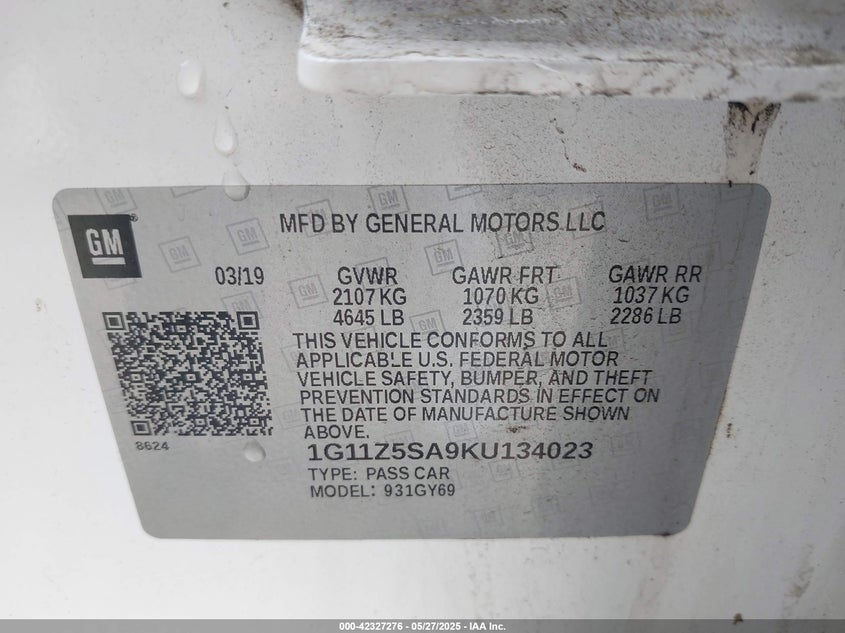 GM
MFD BY GENERAL MOTORS LLC
03/19 GVWR GAWR FRT GAWR RR
2107 KG 1070 KG 1037 KG
4645 LB 2359 LB 2286 LB
THIS VEHICLE CONFORMS TO ALL
APPLICABLE U.S. FEDERAL MOTOR
VEHICLE SAFETY, BUMPER, AND THEFT
PREVENTION STANDARDS IN EFFECT ON
THE DATE OF MANUFACTURE SHOWN
ABOVE.
8624
1G11Z5SA9KU134023
TYPE: PASS CAR
MODEL: 931GY69
000-42327276 - 05/27/2025 - IAA Inc.